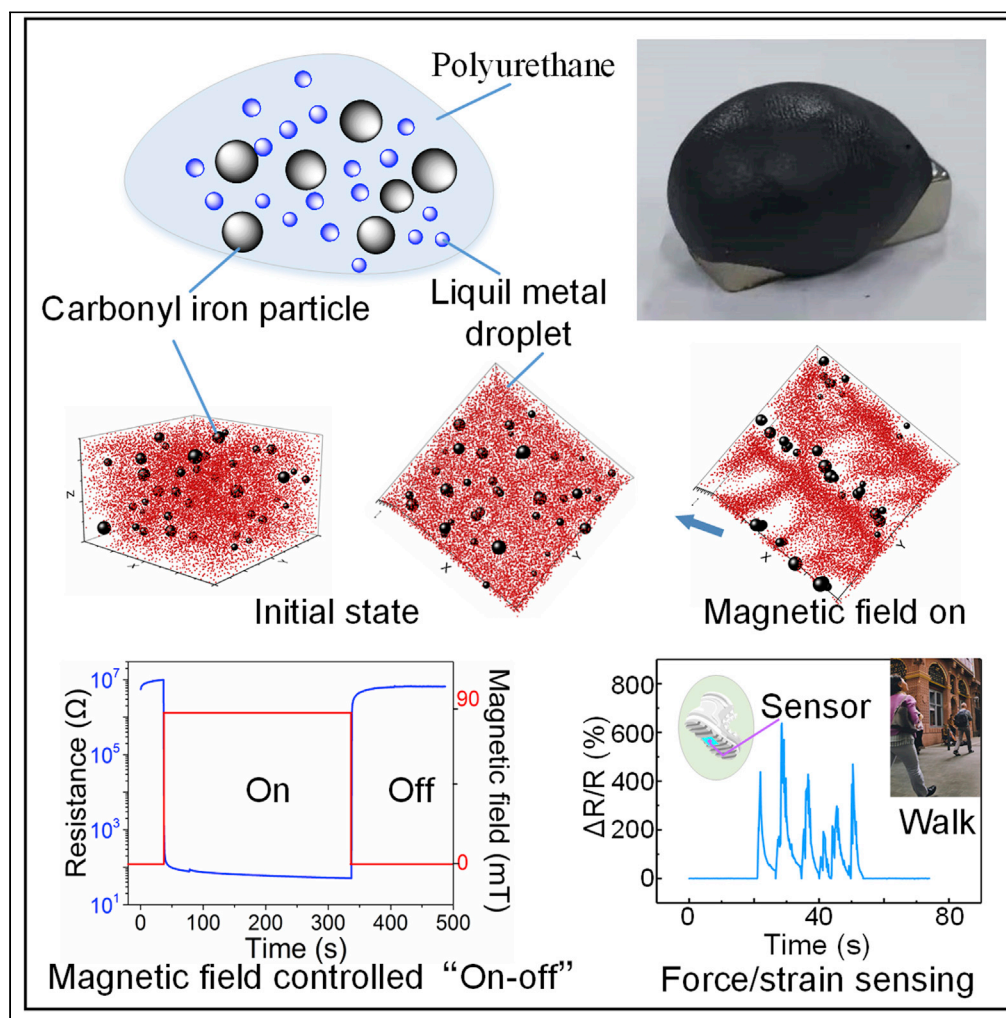 Polyurethane
Carbonyl iron particle
Liquil metal
droplet
Z
X
Y
X
Y
X
Y
Initial state
Magnetic field on
Resistance (Ω)
10⁷
10⁵
10³
10¹
On
Off
90
0
Magnetic field (mT)
0 100 200 300 400 500
Time (s)
Magnetic field controlled “On-off”
ΔR/R (%)
800
600
400
200
0
Sensor
Walk
0 40 80
Time (s)
Force/strain sensing